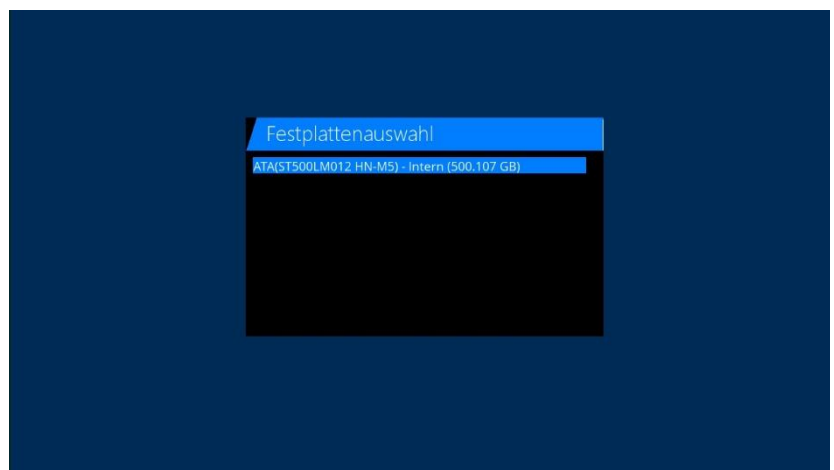 Festplattenauswahl
ATA(ST500LM012 HN-M5) - Intern (500.107 GB)